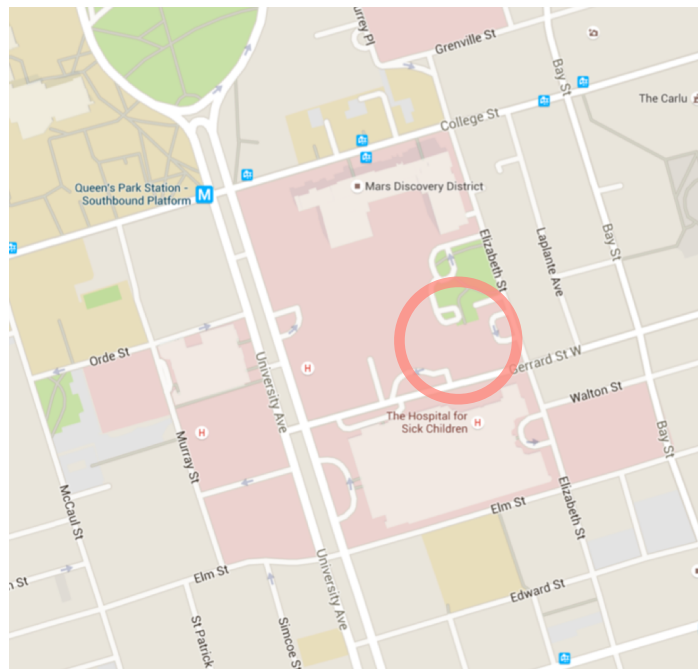 urrey Pl
Grenville St
Bay St
The Carlu
College St
Queen's Park Station -
Southbound Platform
M
Mars Discovery District
Elizabeth St
Laplante Ave
Bay St
Orde St
University Ave
H
Gerrard St W
The Hospital for
Sick Children
H
Walton St
H
Murray St
Bay St
McCaul St
Elm St
Elizabeth St
University Ave
Elm St
n St
Edward St
St Patrick
Simcoe St